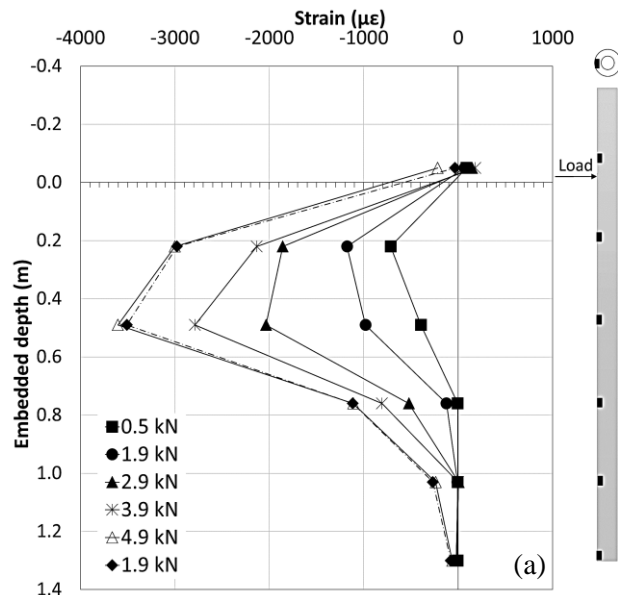 Strain (με)
-4000 -3000 -2000 -1000 0 1000
-0.4
-0.2
0.0
0.2
0.4
0.6
0.8
1.0
1.2
1.4
Embedded depth (m)
Load
0.5 kN
1.9 kN
2.9 kN
3.9 kN
4.9 kN
1.9 kN
(a)